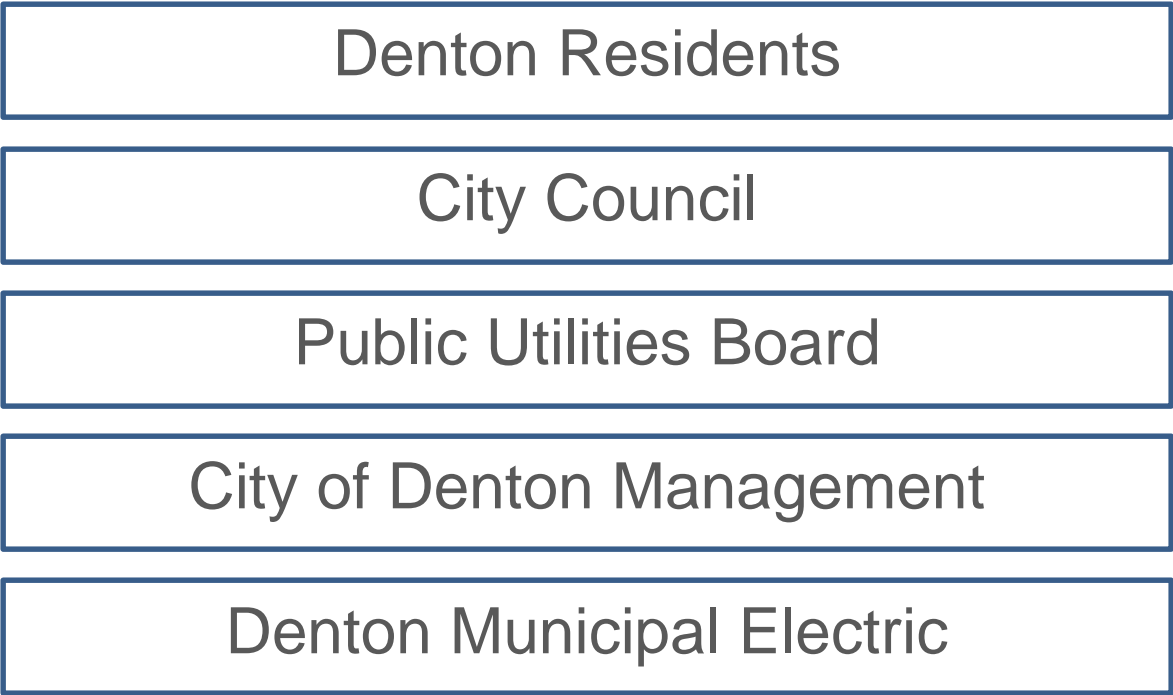 Denton Residents
City Council
Public Utilities Board
City of Denton Management
Denton Municipal Electric